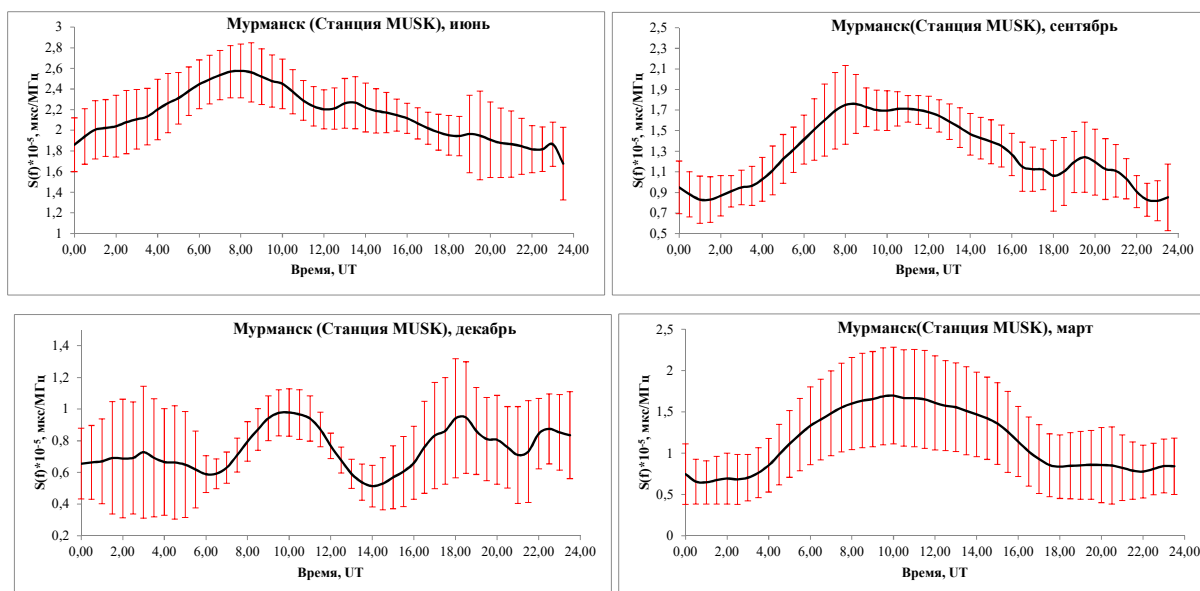 Мурманск (Станция MUSK), июнь
S(f)*10⁻⁵, мкс/МГц
3
2,8
2,6
2,4
2,2
2
1,8
1,6
1,4
1,2
1
0,00 2,00 4,00 6,00 8,00 10,00 12,00 14,00 16,00 18,00 20,00 22,00 24,00
Время, UT
Мурманск(Станция MUSK), сентябрь
S(f)*10⁻⁵, мкс/МГц
2,5
2,3
2,1
1,9
1,7
1,5
1,3
1,1
0,9
0,7
0,5
0,00 2,00 4,00 6,00 8,00 10,00 12,00 14,00 16,00 18,00 20,00 22,00 24,00
Время, UT
Мурманск (Станция MUSK), декабрь
S(f)*10⁻⁵, мкс/МГц
1,4
1,2
1
0,8
0,6
0,4
0,2
0,00 2,00 4,00 6,00 8,00 10,00 12,00 14,00 16,00 18,00 20,00 22,00 24,00
Время, UT
Мурманск(Станция MUSK), март
S(f)*10⁻⁵, мкс/МГц
2,5
2
1,5
1
0,5
0
0,00 2,00 4,00 6,00 8,00 10,00 12,00 14,00 16,00 18,00 20,00 22,00 24,00
Время, UT